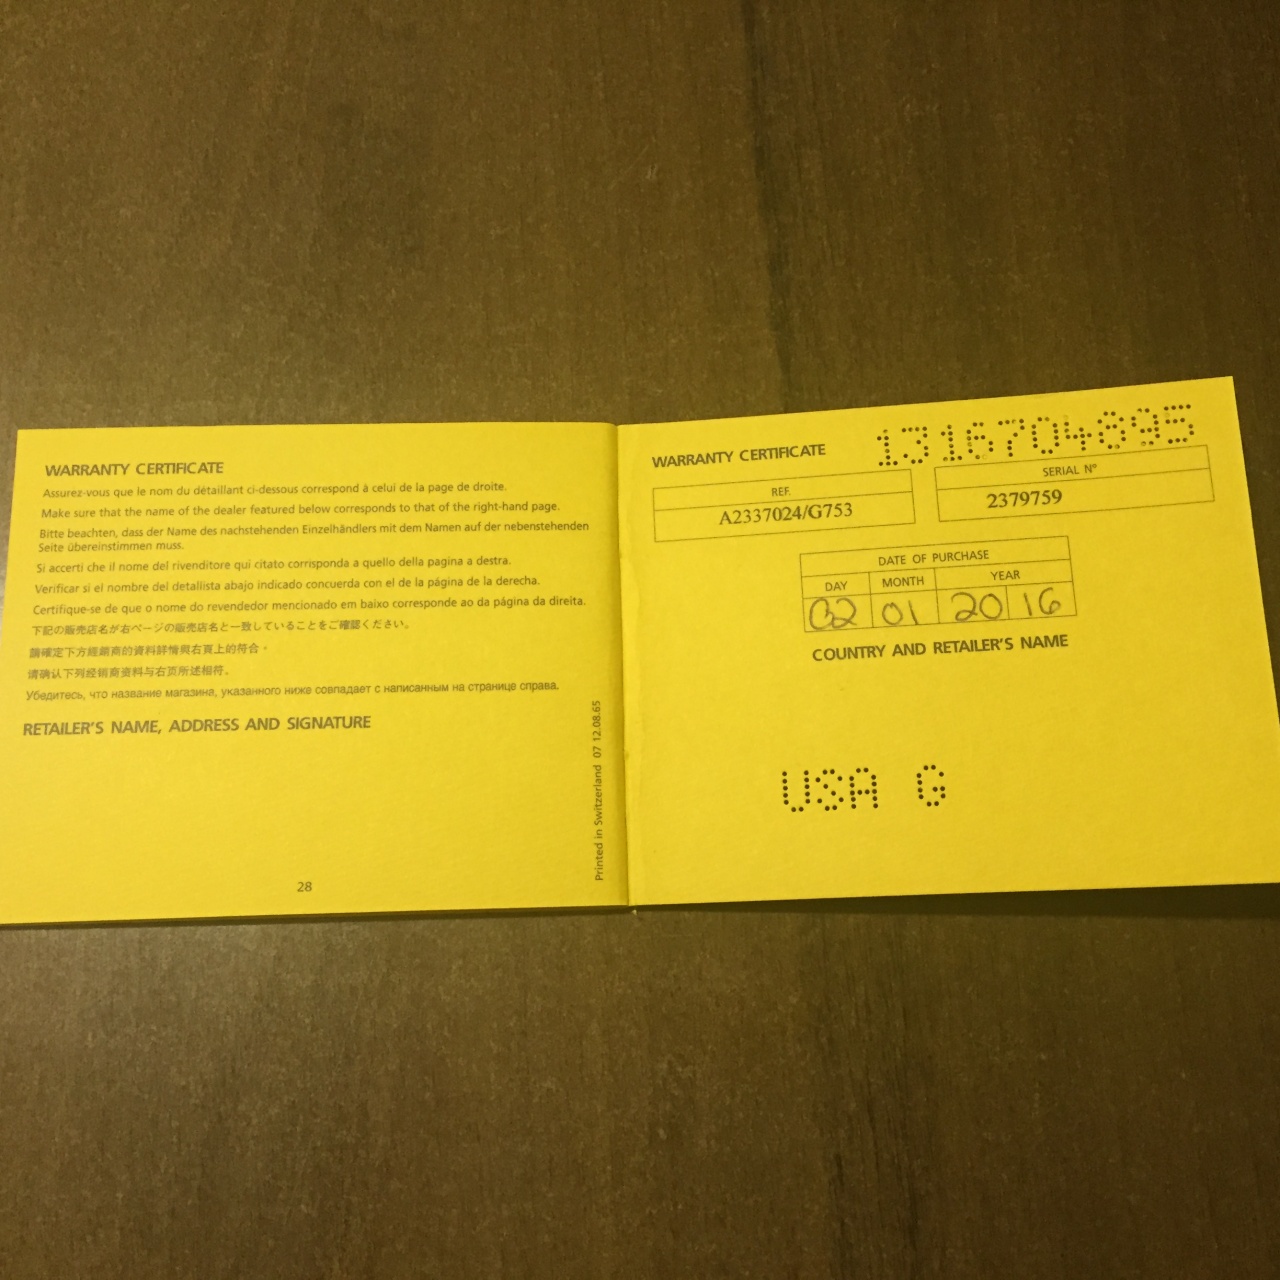 WARRANTY CERTIFICATE
Assurez-vous que le nom du détaillant ci-dessous correspond à celui de la page de droite.
Make sure that the name of the dealer featured below corresponds to that of the right-hand page.
Bitte beachten, dass der Name des nachstehenden Einzelhändlers mit dem Namen auf der nebenstehenden
Seite übereinstimmen muss.
Si accerti che il nome del rivenditore qui citato corrisponda a quello della pagina a destra.
Verificar si el nombre del detallista abajo indicado concuerda con el de la página de la derecha.
Certifique-se de que o nome do revendedor mencionado em baixo corresponde ao da página da direita.
下記の販売店名が右ページの販売店名と一致していることをご確認ください。
請確定下方經銷商的資料詳情與右頁上的符合。
请确认下列经销商资料与右页所述相符。
Убедитесь, что название магазина, указанного ниже совпадает с написанным на странице справа.
RETAILER'S NAME, ADDRESS AND SIGNATURE
Printed in Switzerland 07 12.08.65
28
WARRANTY CERTIFICATE
1316704895
REF.
A2337024/G753
SERIAL N°
2379759
DATE OF PURCHASE
DAY MONTH YEAR
02 01 20 16
COUNTRY AND RETAILER'S NAME
USA G